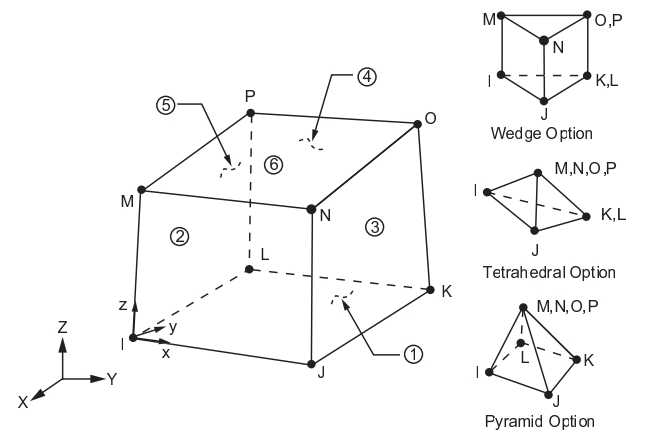 M
O,P
N
I
K,L
J
Wedge Option
M,N,O,P
I
K,L
J
Tetrahedral Option
M,N,O,P
L
I
K
J
Pyramid Option
P
4
5
O
6
M
N
2
3
L
K
z
y
I
x
1
J
Z
Y
X